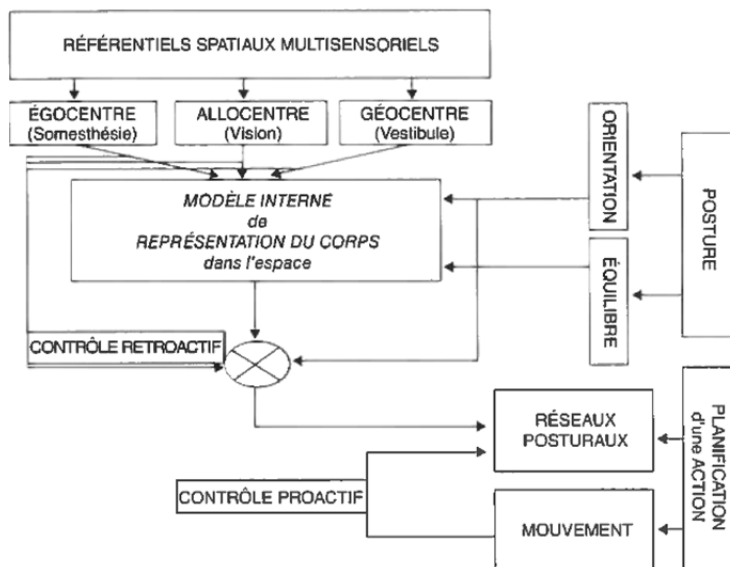 RÉFÉRENTIELS SPATIAUX MULTISENSORIELS
ÉGOCENTRE
(Somesthésie)
ALLOCENTRE
(Vision)
GÉOCENTRE
(Vestibule)
MODÈLE INTERNE
de
REPRÉSENTATION DU CORPS
dans l'espace
ORIENTATION
ÉQUILIBRE
POSTURE
CONTRÔLE RETROACTIF
RÉSEAUX
POSTURAUX
CONTRÔLE PROACTIF
MOUVEMENT
PLANIFICATION
d'une ACTION